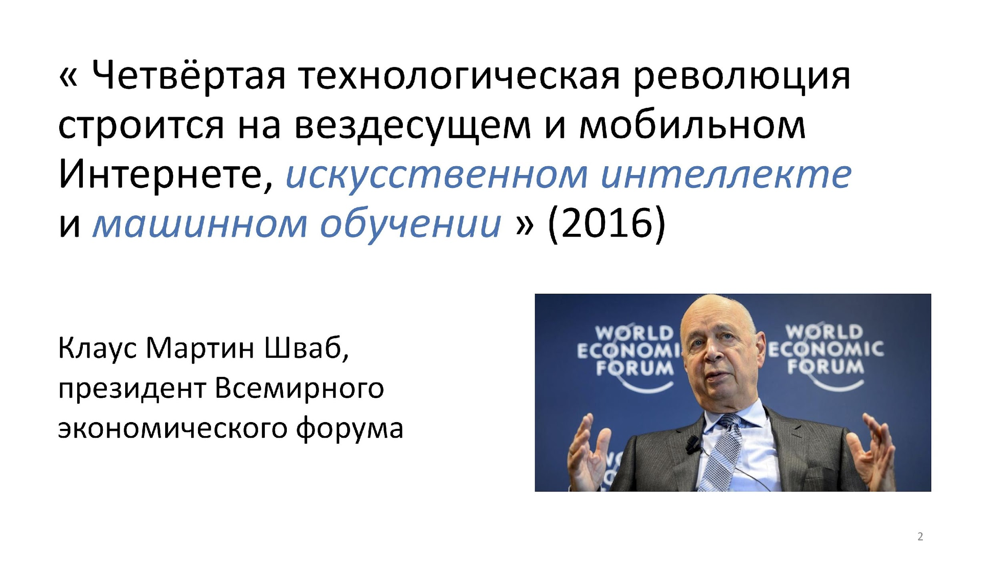 « Четвёртая технологическая революция
строится на вездесущем и мобильном
Интернете, искусственном интеллекте
и машинном обучении » (2016)
Клаус Мартин Шваб,
президент Всемирного
экономического форума
WORLD
ECONOMI
FORUM
WORLD
ECONOMIC
FORUM
2